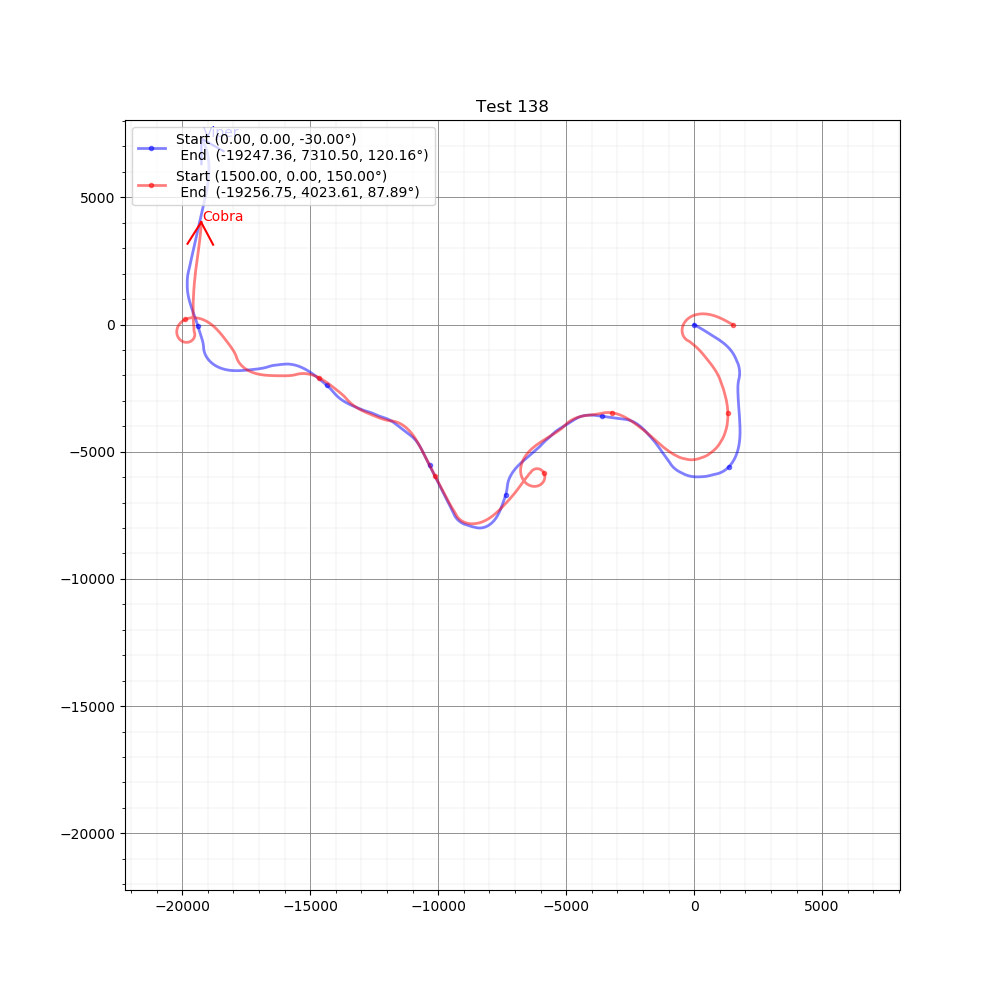 Test 138
Viper
Start (0.00, 0.00, -30.00°)
End (-19247.36, 7310.50, 120.16°)
Start (1500.00, 0.00, 150.00°)
End (-19256.75, 4023.61, 87.89°)
Cobra
5000
0
−5000
−10000
−15000
−20000
−20000 −15000 −10000 −5000 0 5000